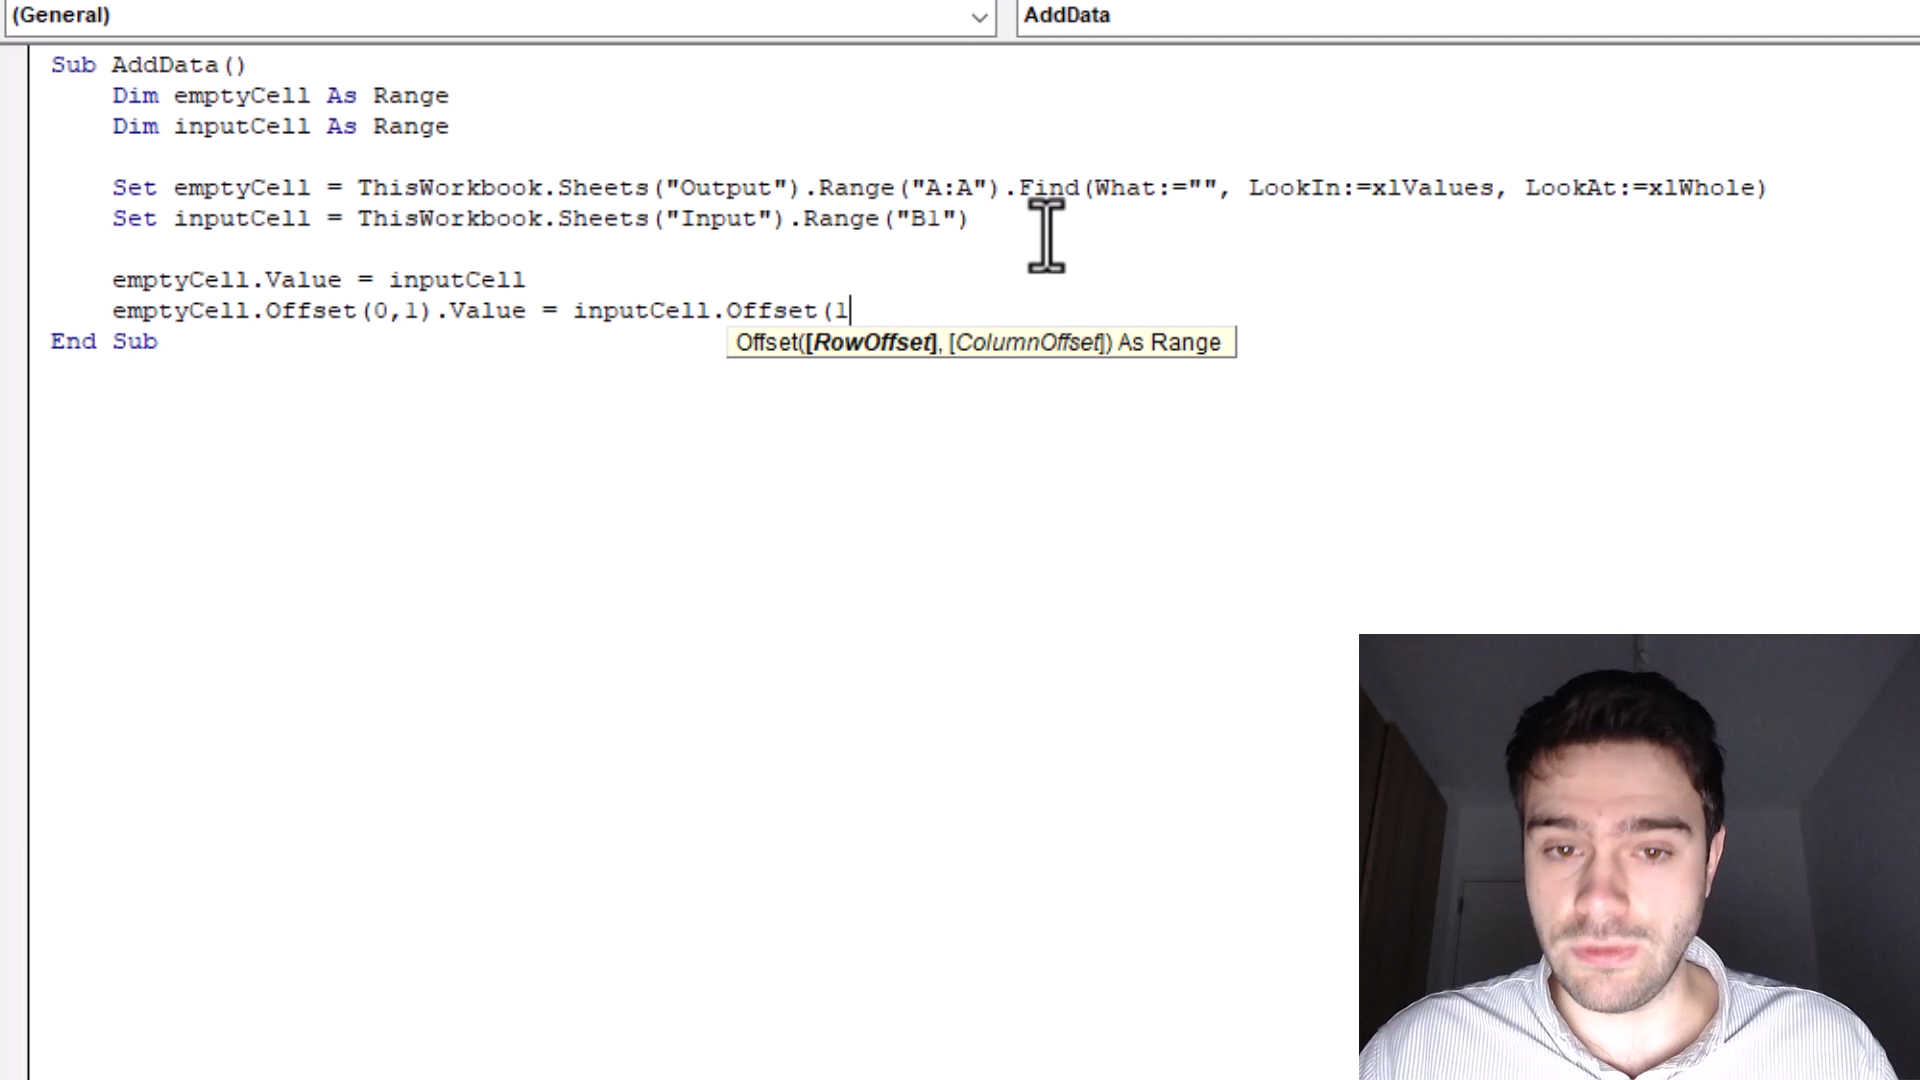 (General)
AddData
Sub AddData()
Dim emptyCell As Range
Dim inputCell As Range
Set emptyCell = ThisWorkbook.Sheets("Output").Range("A:A").Find(What:="", LookIn:=xlValues, LookAt:=xlWhole)
Set inputCell = ThisWorkbook.Sheets("Input").Range("B1")
emptyCell.Value = inputCell
emptyCell.Offset(0,1).Value = inputCell.Offset(1
Offset([RowOffset], [ColumnOffset]) As Range
End Sub